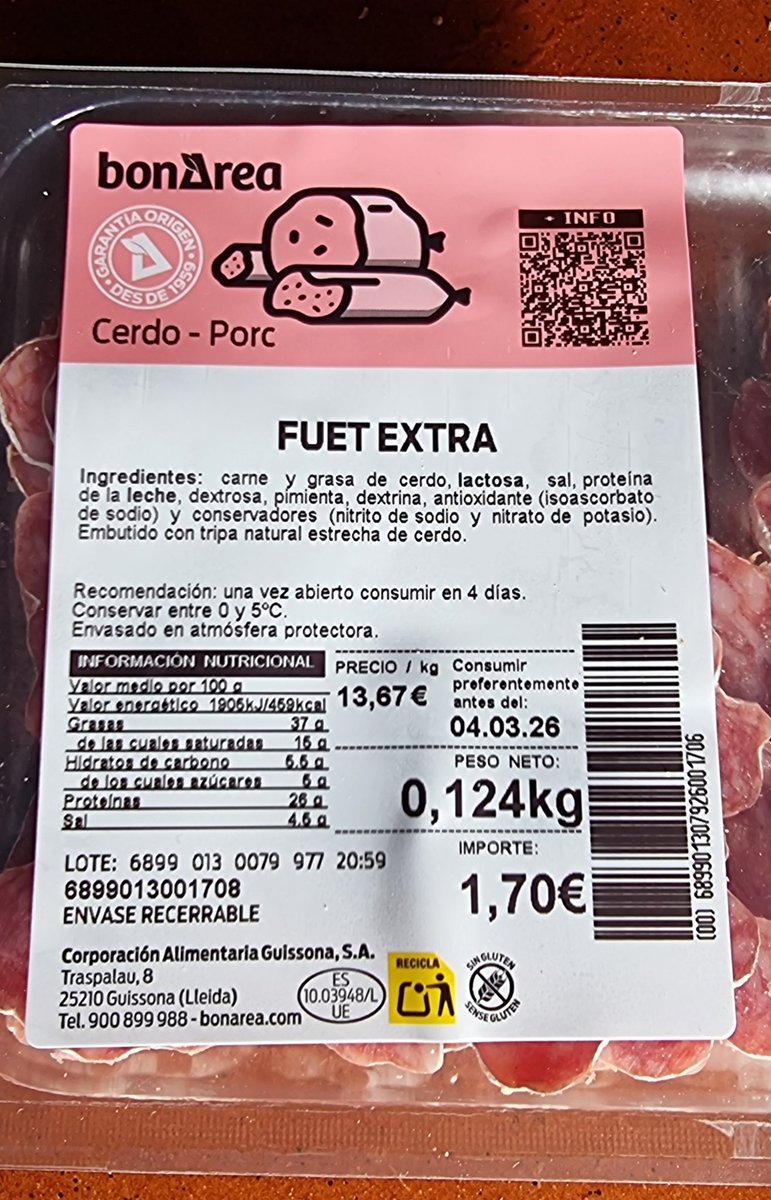 bonArea
GARANTIA ORIGEN
DES DE 1959
+ INFO
Cerdo - Porc
FUET EXTRA
Ingredientes: carne y grasa de cerdo, lactosa, sal, proteína
de la leche, dextrosa, pimienta, dextrina, antioxidante (isoascorbato
de sodio) y conservadores (nitrito de sodio y nitrato de potasio).
Embutido con tripa natural estrecha de cerdo.
Recomendación: una vez abierto consumir en 4 días.
Conservar entre 0 y 5ºC.
Envasado en atmósfera protectora.
INFORMACIÓN NUTRICIONAL
Valor medio por 100 g
Valor energético 1905kJ/459kcal
Grasas 37 g
de las cuales saturadas 15 g
Hidratos de carbono 5.5 g
de los cuales azúcares 5 g
Proteínas 26 g
Sal 4.5 g
PRECIO / kg
13,67€
Consumir
preferentemente
antes del:
04.03.26
PESO NETO:
0,124kg
IMPORTE:
1,70€
(00) 689901307926001706
LOTE: 6899 013 0079 977 20:59
6899013001708
ENVASE RECERRABLE
Corporación Alimentaria Guissona, S.A.
Traspalau, 8
25210 Guissona (Lleida)
Tel. 900 899 988 - bonarea.com
ES
10.03948/L
UE
RECICLA
SIN GLUTEN
SENSE GLUTEN